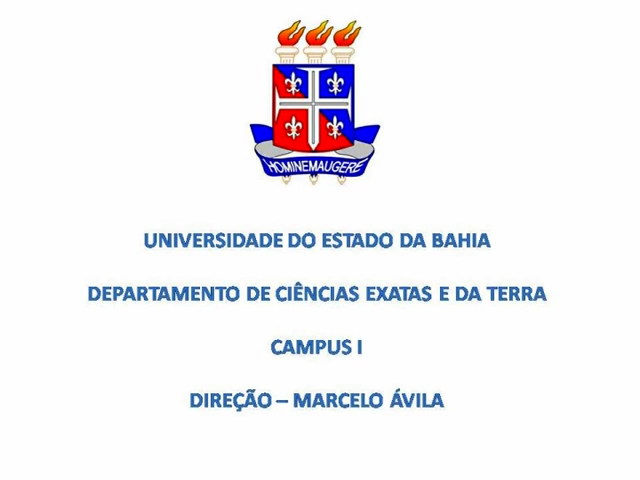 HOMINEMAUGERE
UNIVERSIDADE DO ESTADO DA BAHIA
DEPARTAMENTO DE CIÊNCIAS EXATAS E DA TERRA
CAMPUS I
DIREÇÃO – MARCELO ÁVILA